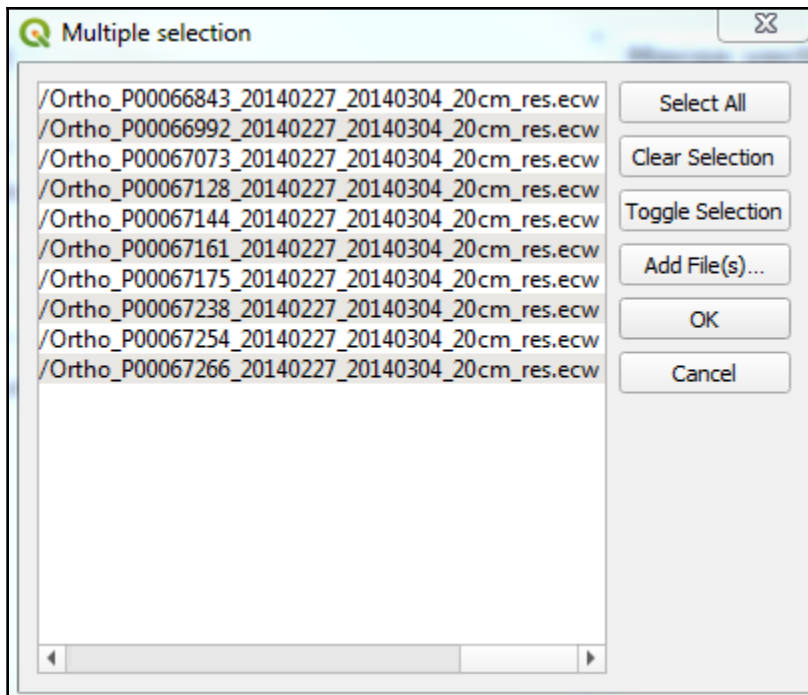 Multiple selection
/Ortho_P00066843_20140227_20140304_20cm_res.ecw
/Ortho_P00066992_20140227_20140304_20cm_res.ecw
/Ortho_P00067073_20140227_20140304_20cm_res.ecw
/Ortho_P00067128_20140227_20140304_20cm_res.ecw
/Ortho_P00067144_20140227_20140304_20cm_res.ecw
/Ortho_P00067161_20140227_20140304_20cm_res.ecw
/Ortho_P00067175_20140227_20140304_20cm_res.ecw
/Ortho_P00067238_20140227_20140304_20cm_res.ecw
/Ortho_P00067254_20140227_20140304_20cm_res.ecw
/Ortho_P00067266_20140227_20140304_20cm_res.ecw
Select All
Clear Selection
Toggle Selection
Add File(s)...
OK
Cancel